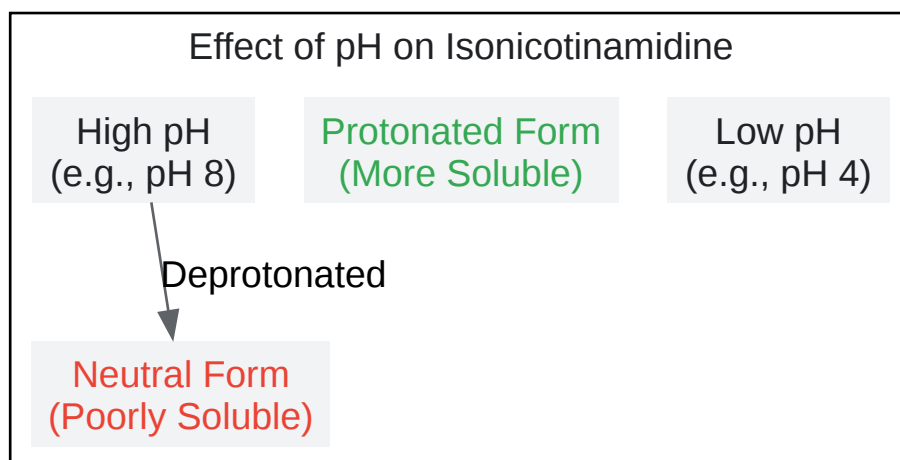 Effect of pH on Isonicotinamidine
High pH
(e.g., pH 8)
Protonated Form
(More Soluble)
Low pH
(e.g., pH 4)
Deprotonated
Neutral Form
(Poorly Soluble)